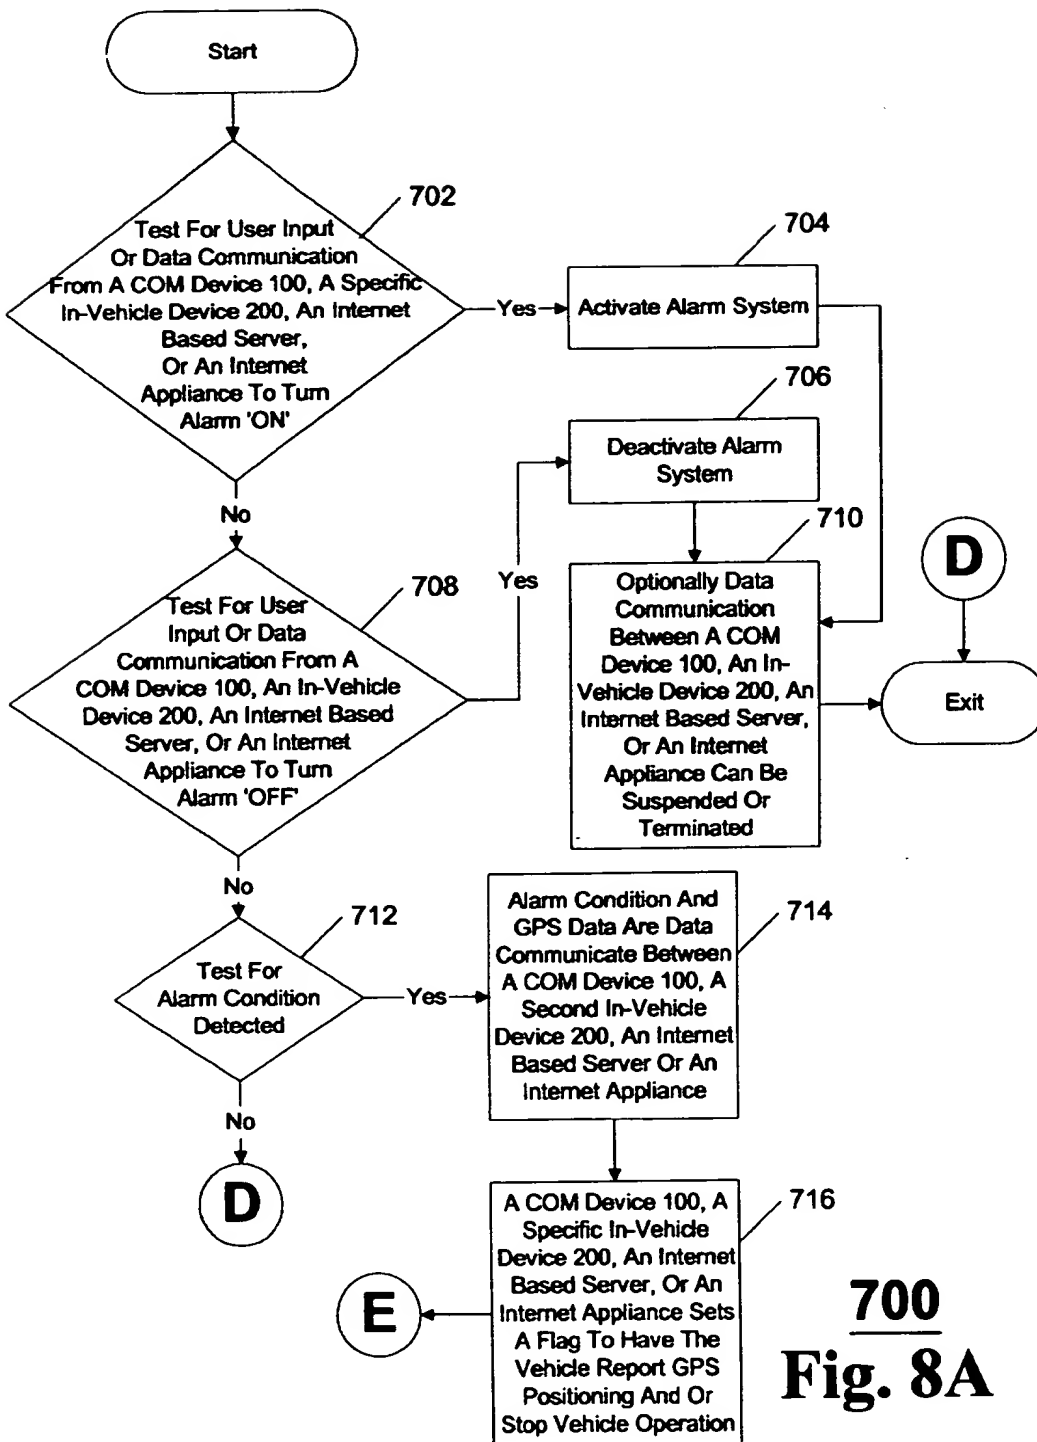 Start
702
Test For User Input
Or Data Communication
From A COM Device 100, A Specific
In-Vehicle Device 200, An Internet
Based Server,
Or An Internet
Appliance To Turn
Alarm 'ON'
Yes
704
Activate Alarm System
706
Deactivate Alarm
System
No
708
Test For User
Input Or Data
Communication From A
COM Device 100, An In-Vehicle
Device 200, An Internet Based
Server, Or An Internet
Appliance To Turn
Alarm 'OFF'
Yes
710
Optionally Data
Communication
Between A COM
Device 100, An In-
Vehicle Device 200, An
Internet Based Server,
Or An Internet
Appliance Can Be
Suspended Or
Terminated
D
Exit
No
712
Test For
Alarm Condition
Detected
Yes
714
Alarm Condition And
GPS Data Are Data
Communicate Between
A COM Device 100, A
Second In-Vehicle
Device 200, An Internet
Based Server Or An
Internet Appliance
No
D
716
A COM Device 100, A
Specific In-Vehicle
Device 200, An Internet
Based Server, Or An
Internet Appliance Sets
A Flag To Have The
Vehicle Report GPS
Positioning And Or
Stop Vehicle Operation
E
700
Fig. 8A